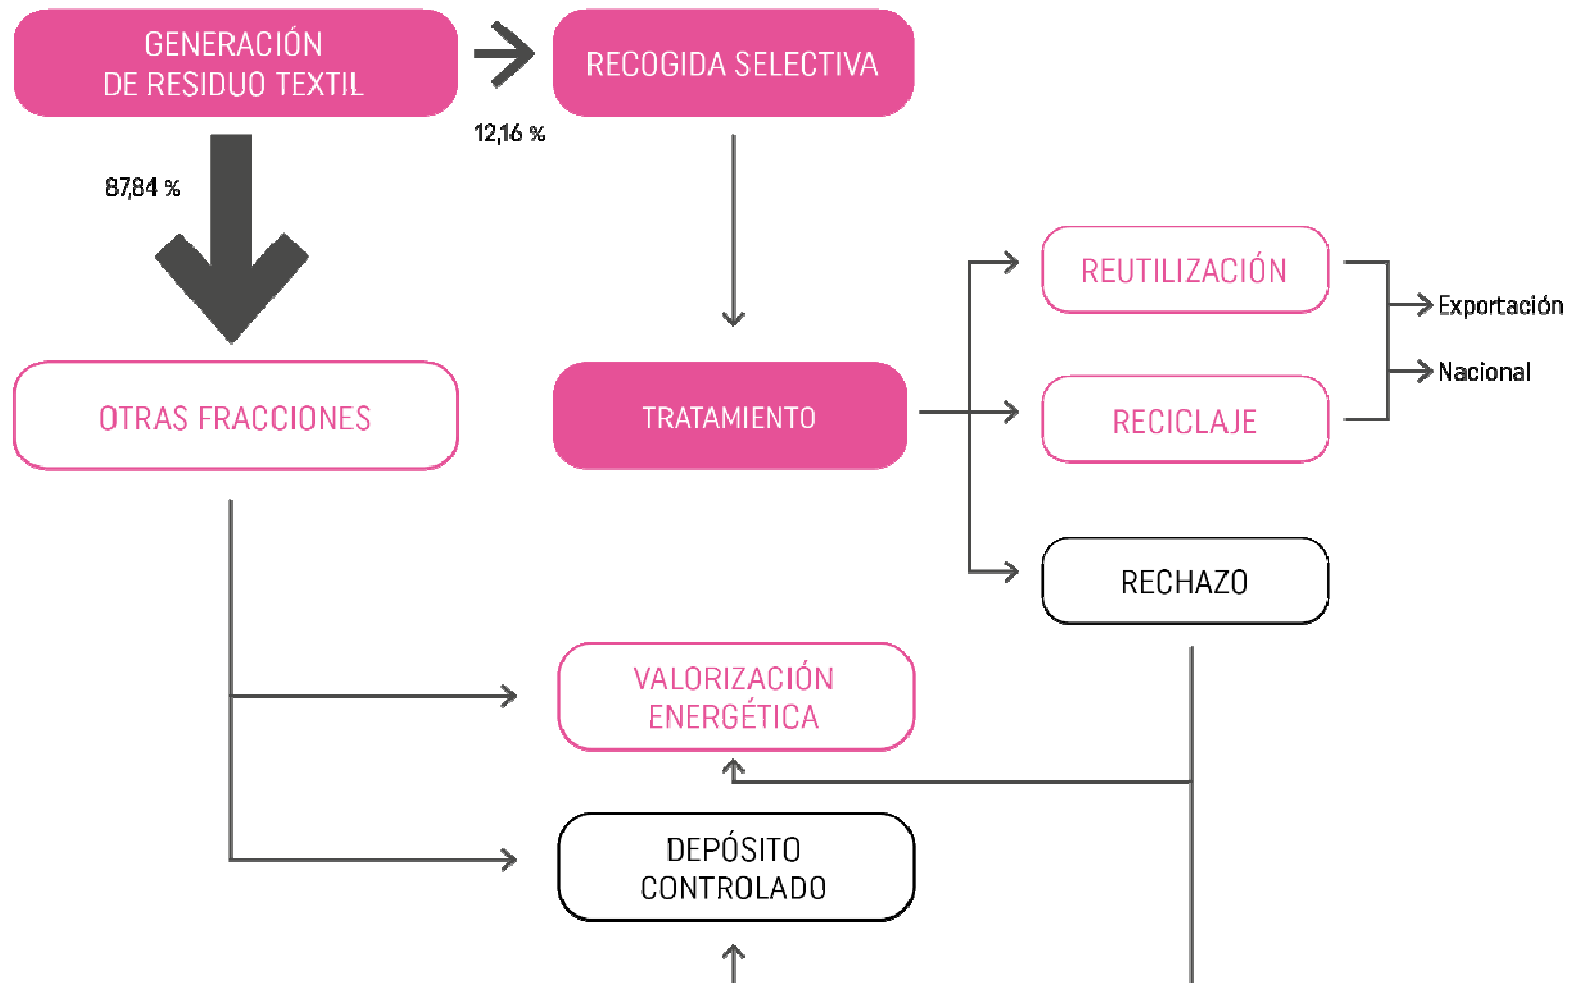 GENERACIÓN
DE RESIDUO TEXTIL
RECOGIDA SELECTIVA
12,16 %
87,84 %
REUTILIZACIÓN
Exportación
Nacional
OTRAS FRACCIONES
TRATAMIENTO
RECICLAJE
RECHAZO
VALORIZACIÓN
ENERGÉTICA
DEPÓSITO
CONTROLADO